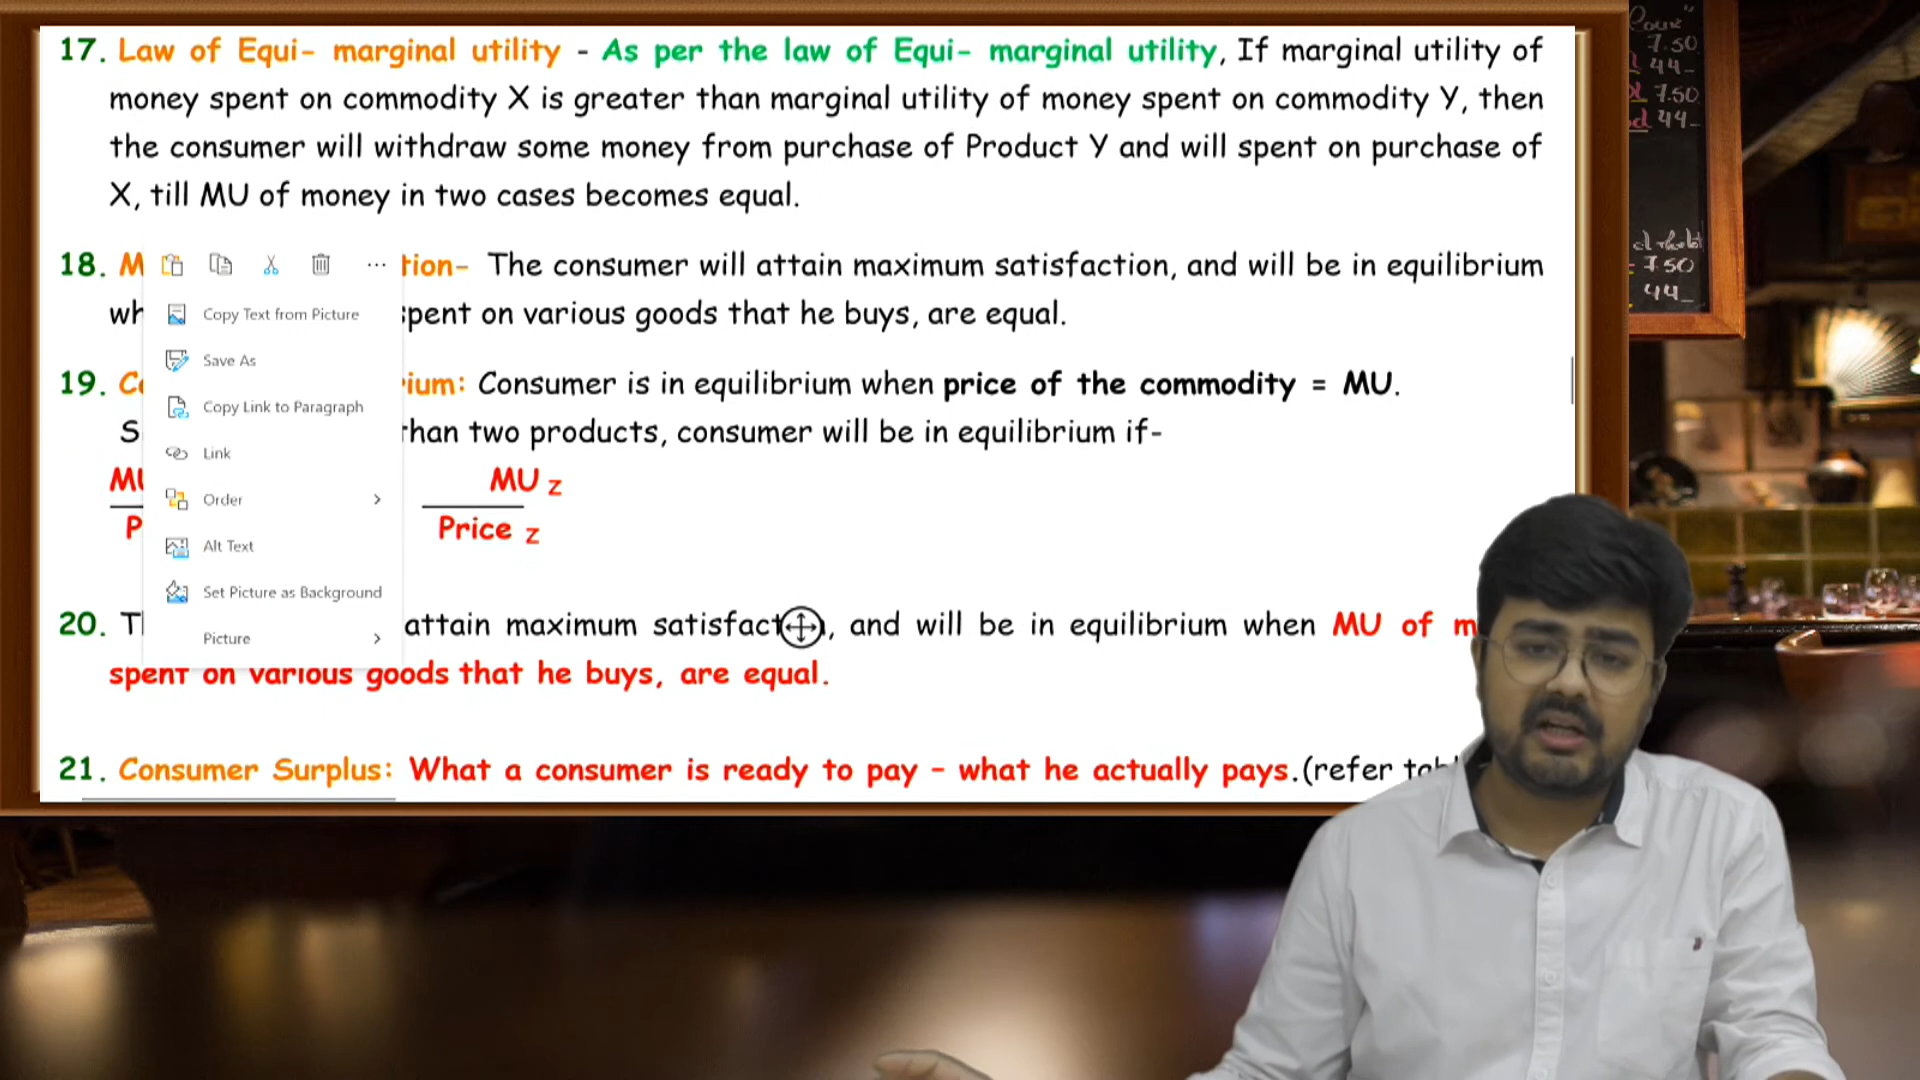 17. Law of Equi- marginal utility - As per the law of Equi- marginal utility, If marginal utility of
money spent on commodity X is greater than marginal utility of money spent on commodity Y, then
the consumer will withdraw some money from purchase of Product Y and will spent on purchase of
X, till MU of money in two cases becomes equal.
18. tion- The consumer will attain maximum satisfaction, and will be in equilibrium
spent on various goods that he buys, are equal.
Copy Text from Picture
Save As
19. ium: Consumer is in equilibrium when price of the commodity = MU.
Copy Link to Paragraph
than two products, consumer will be in equilibrium if-
Link
MU z
Order
Price z
Alt Text
Set Picture as Background
20. attain maximum satisfact, and will be in equilibrium when MU of m
Picture
spent on various goods that he buys, are equal.
21. Consumer Surplus: What a consumer is ready to pay - what he actually pays.(refer
7.50
44-
7.50
44-
7.50
44-